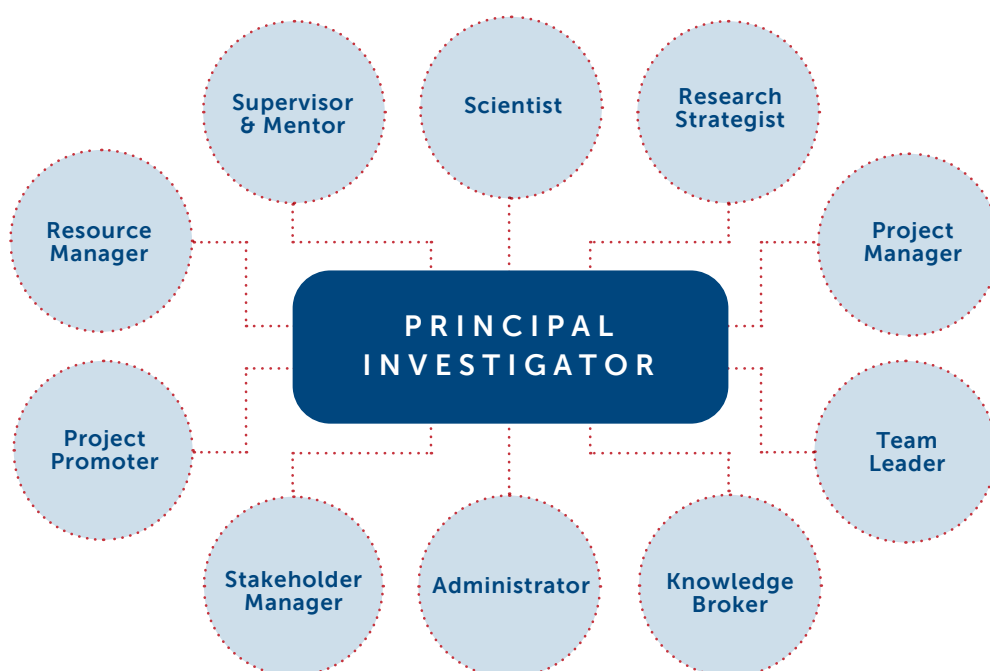 Supervisor
& Mentor
Scientist
Research
Strategist
Resource
Manager
Project
Manager
PRINCIPAL
INVESTIGATOR
Project
Promoter
Team
Leader
Stakeholder
Manager
Administrator
Knowledge
Broker